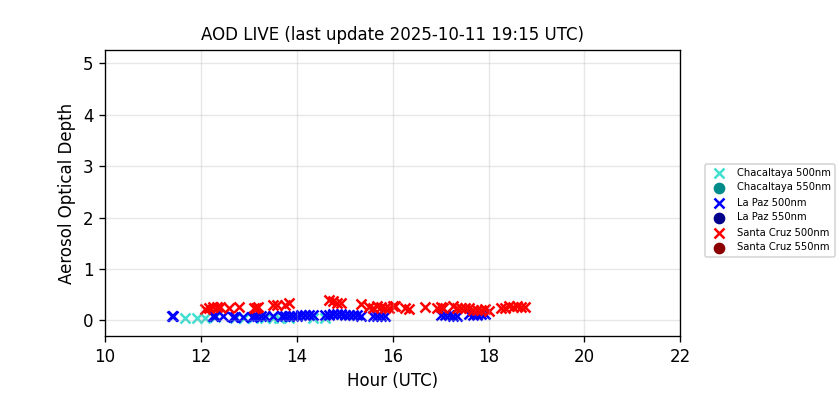 AOD LIVE (last update 2025-10-11 19:15 UTC)
Aerosol Optical Depth
5
4
3
2
1
0
10 12 14 16 18 20 22
Hour (UTC)
Chacaltaya 500nm
Chacaltaya 550nm
La Paz 500nm
La Paz 550nm
Santa Cruz 500nm
Santa Cruz 550nm